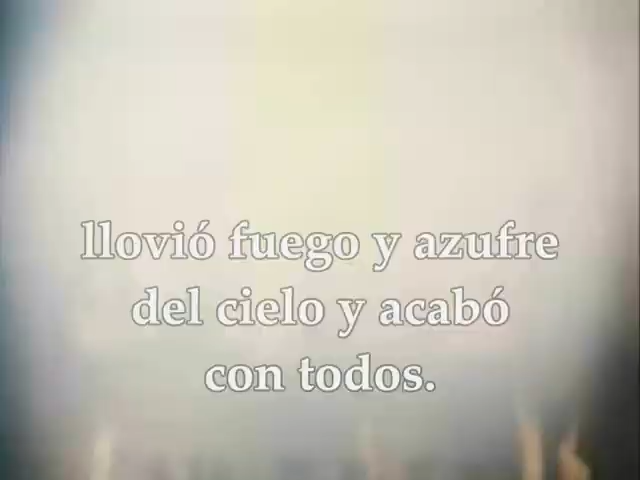 llovió fuego y azufre
del cielo y acabó
con todos.